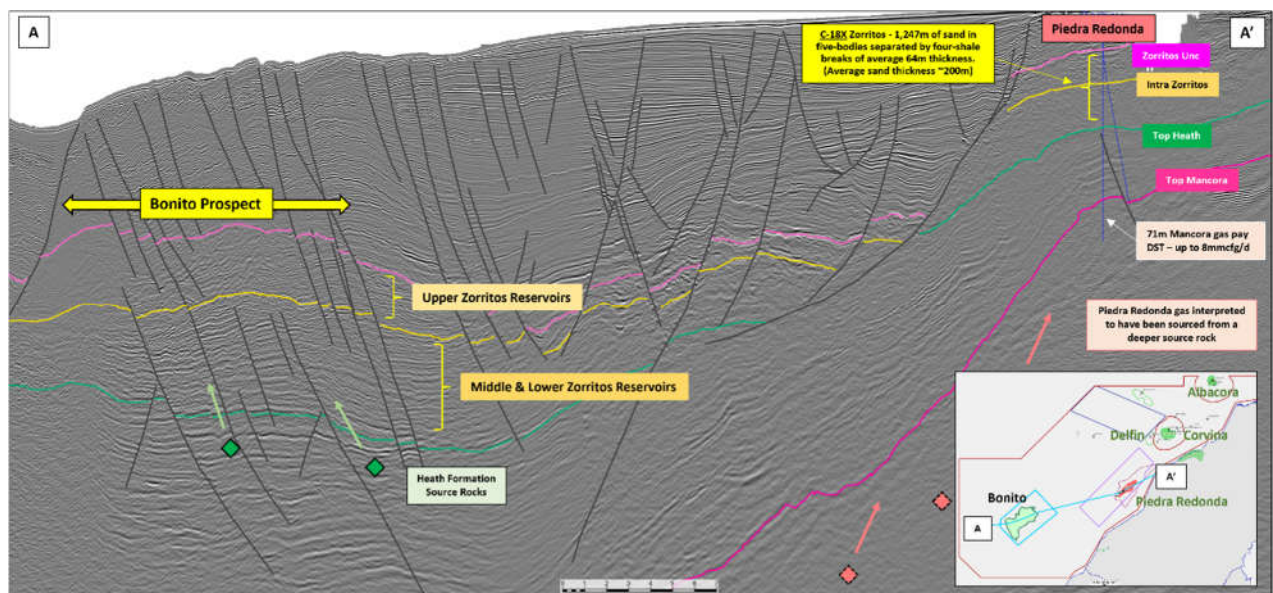 A
C-18X Zorritos - 1,247m of sand in
five-bodies separated by four-shale
breaks of average 64m thickness.
(Average sand thickness ~200m)
Piedra Redonda
A'
Zorritos Unc
Intra Zorritos
Top Heath
Top Mancora
Bonito Prospect
71m Mancora gas pay
DST – up to 8mmcfg/d
Upper Zorritos Reservoirs
Piedra Redonda gas interpreted
to have been sourced from a
deeper source rock
Middle & Lower Zorritos Reservoirs
Heath Formation
Source Rocks
Albacora
Delfin
Corvina
A'
Bonito
Piedra Redonda
A